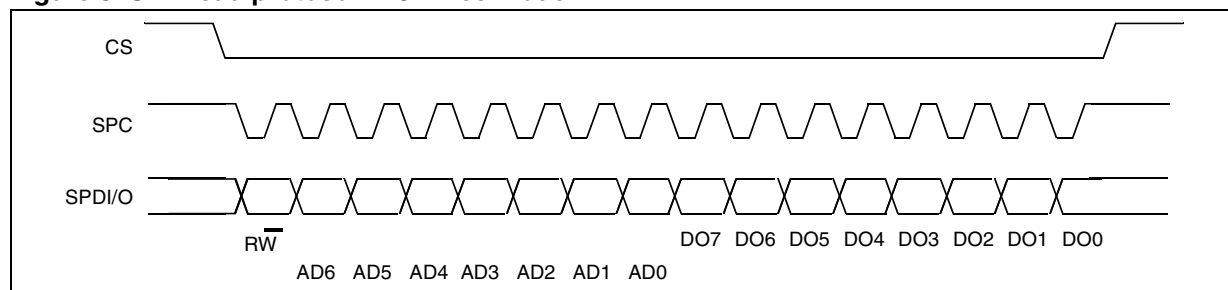 CS
SPC
SPDI/O
RW
DO7 DO6 DO5 DO4 DO3 DO2 DO1 DO0
AD6 AD5 AD4 AD3 AD2 AD1 AD0